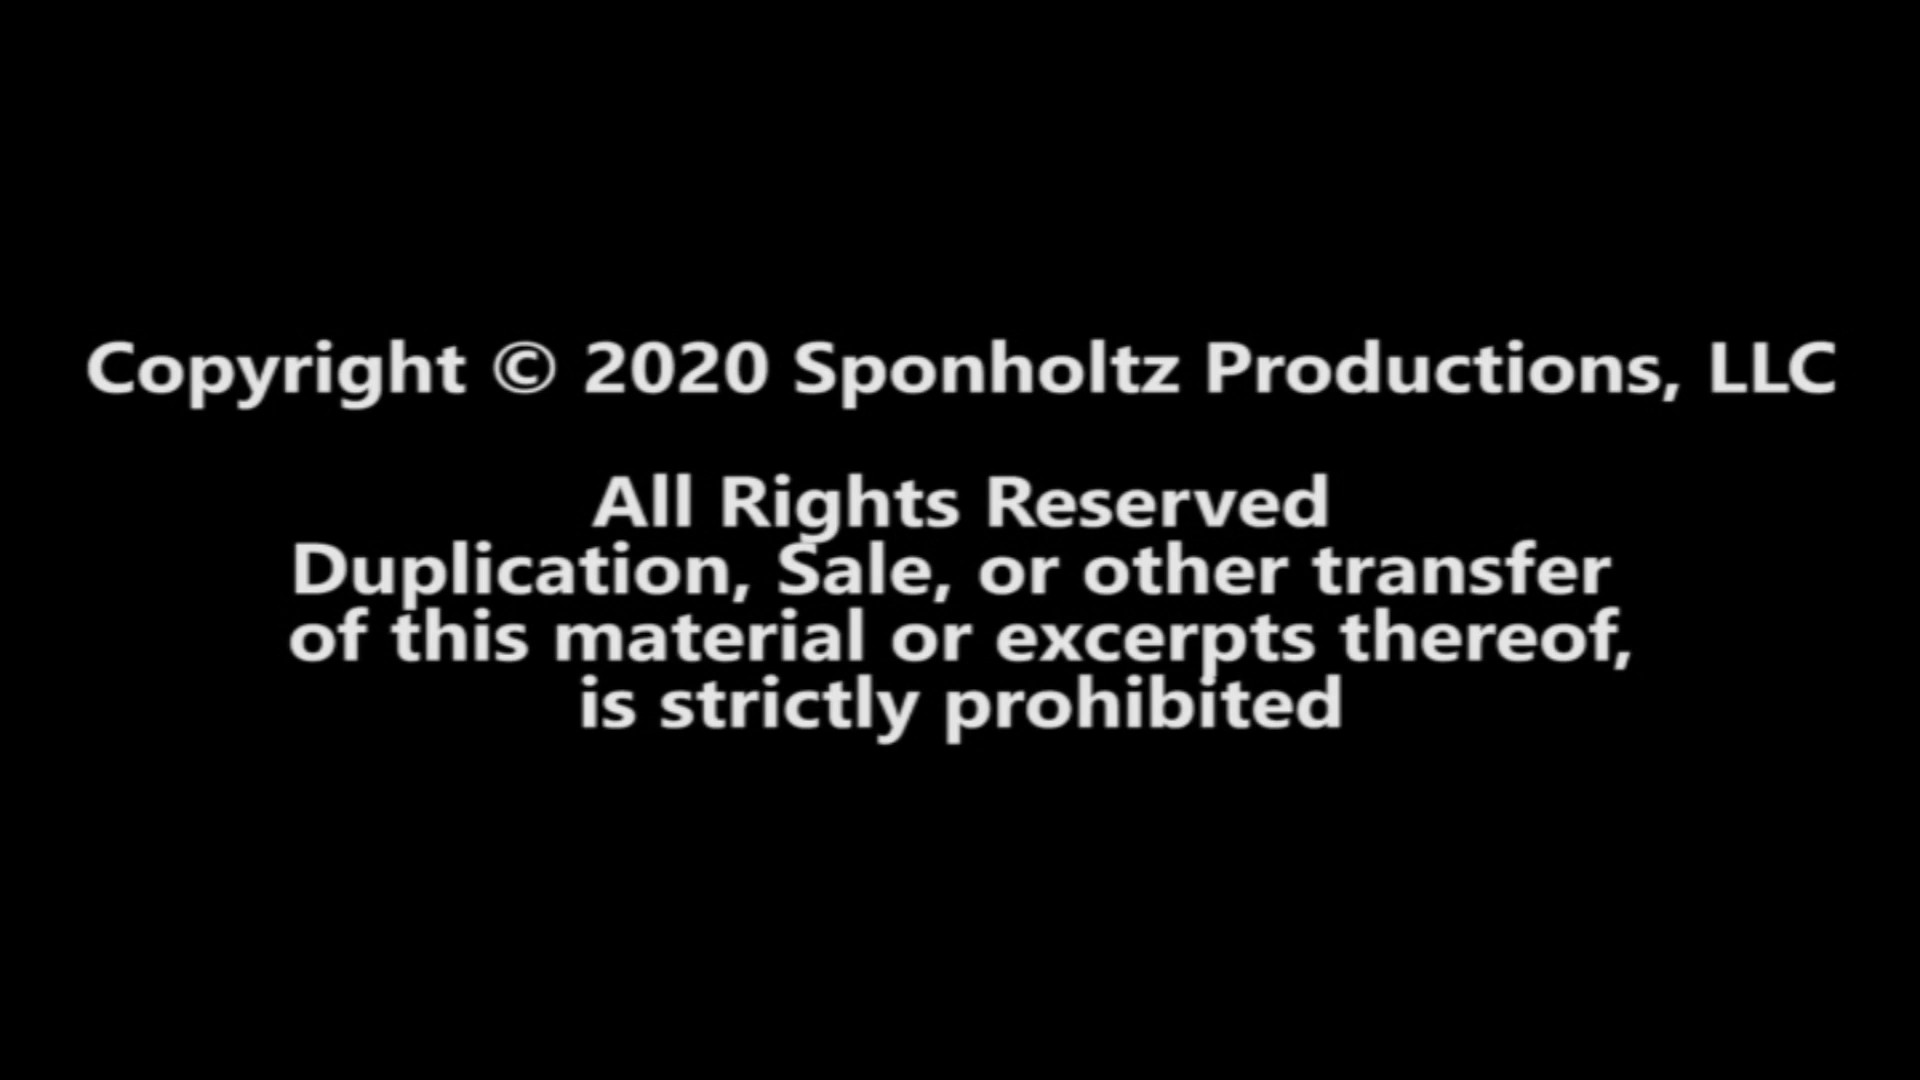 Copyright © 2020 Sponholtz Productions, LLC
All Rights Reserved
Duplication, Sale, or other transfer
of this material or excerpts thereof,
is strictly prohibited